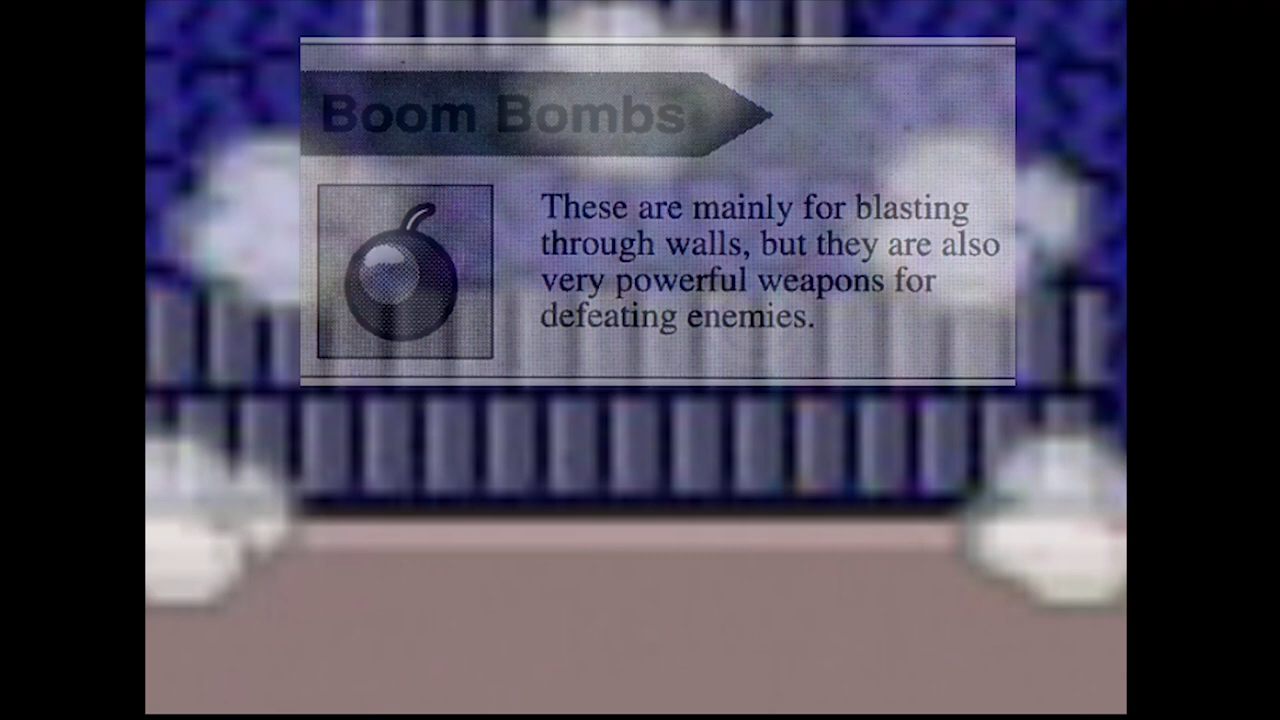 Boom Bombs
These are mainly for blasting
through walls, but they are also
very powerful weapons for
defeating enemies.